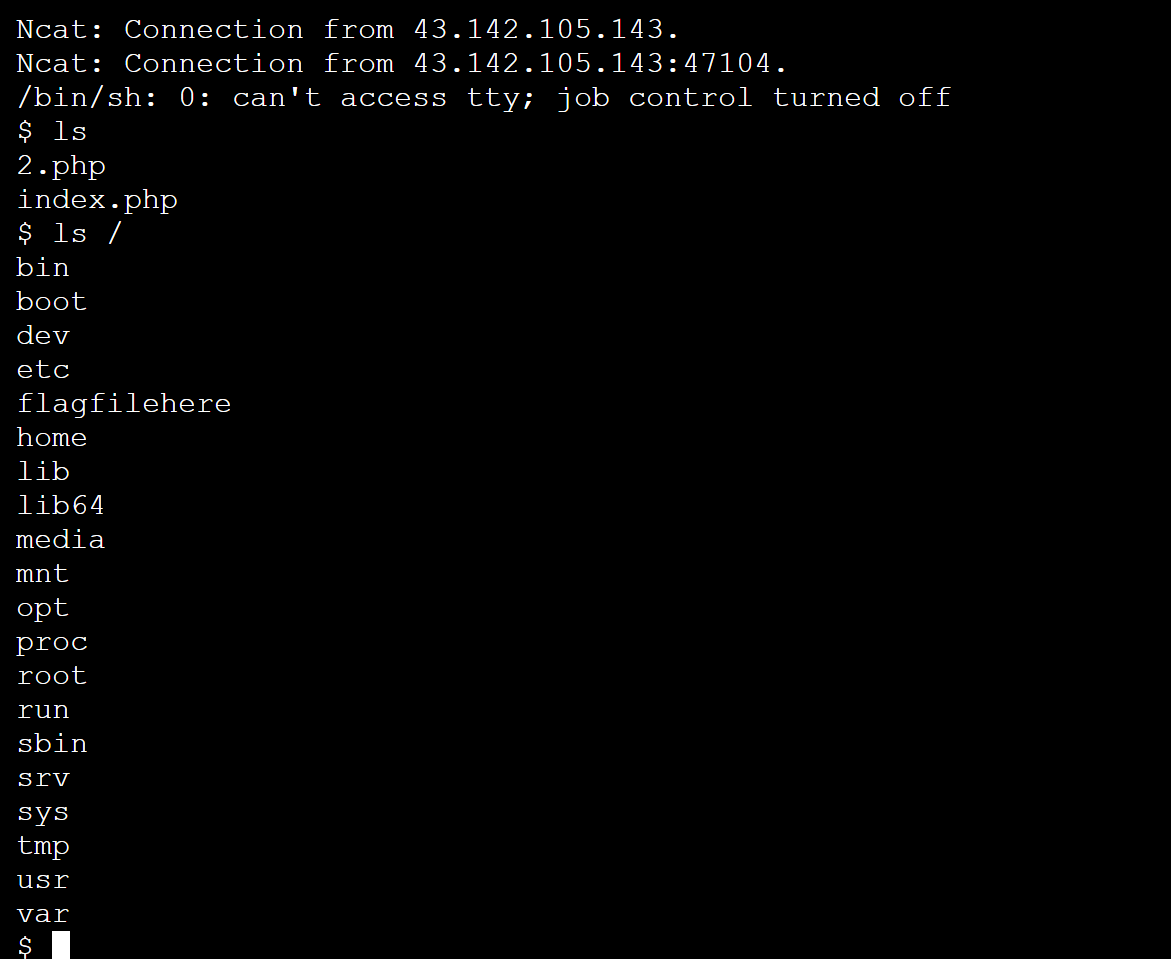 Ncat: Connection from 43.142.105.143.
Ncat: Connection from 43.142.105.143:47104.
/bin/sh: 0: can't access tty; job control turned off
$ ls
2.php
index.php
$ ls /
bin
boot
dev
etc
flagfilehere
home
lib
lib64
media
mnt
opt
proc
root
run
sbin
srv
sys
tmp
usr
var
$